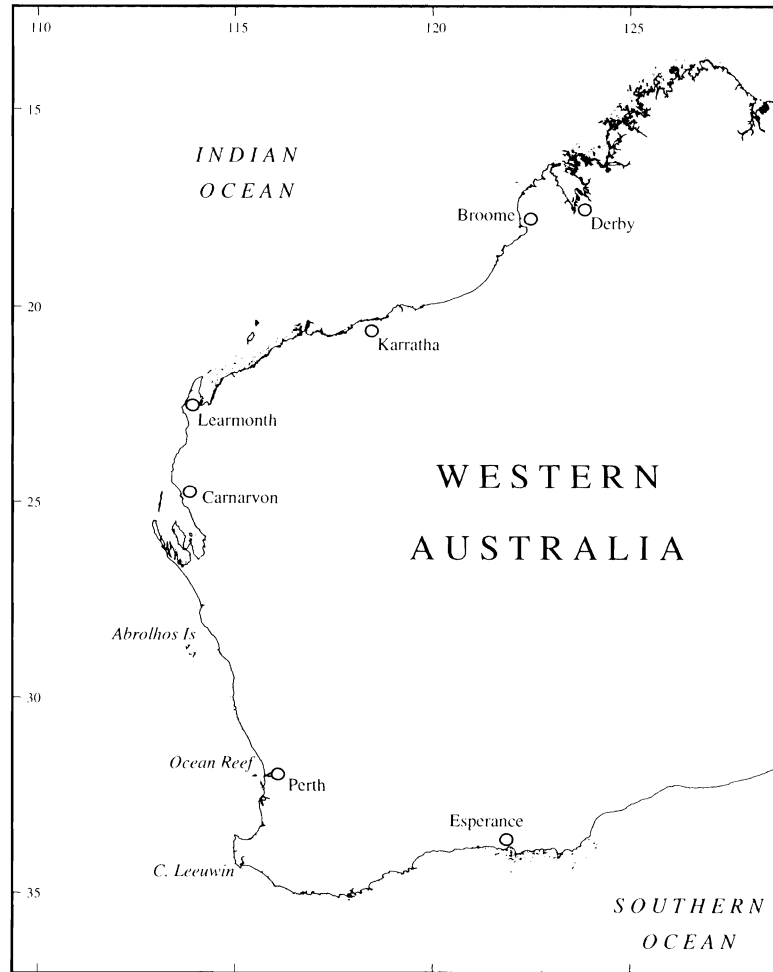 110 115 120 125
15
INDIAN
OCEAN
Broome
Derby
20
Karratha
Learmonth
WESTERN
Carnarvon
25
AUSTRALIA
Abrolhos Is
30
Ocean Reef
Perth
Esperance
C. Leeuwin
35
SOUTHERN
OCEAN